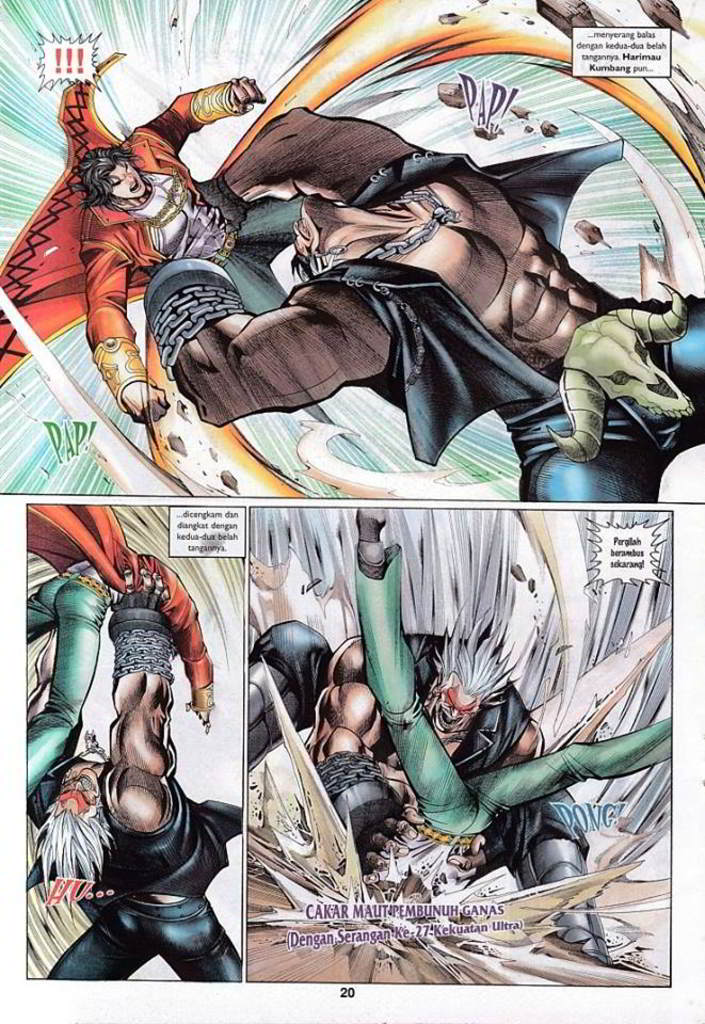 !!!
...menyerang balas
dengan kedua-dua belah
tangannya. Harimau
Kumbang pun...
PAP!
PAP!
...dicengkam dan
diangkat dengan
kedua-dua belah
tangannya.
HU...
Pergilah
berambus
sekarang!
PONG!
CAKAR MAUT PEMBUNUH GANAS
(Dengan Serangan Ke-27 Kekuatan Ultra)
20